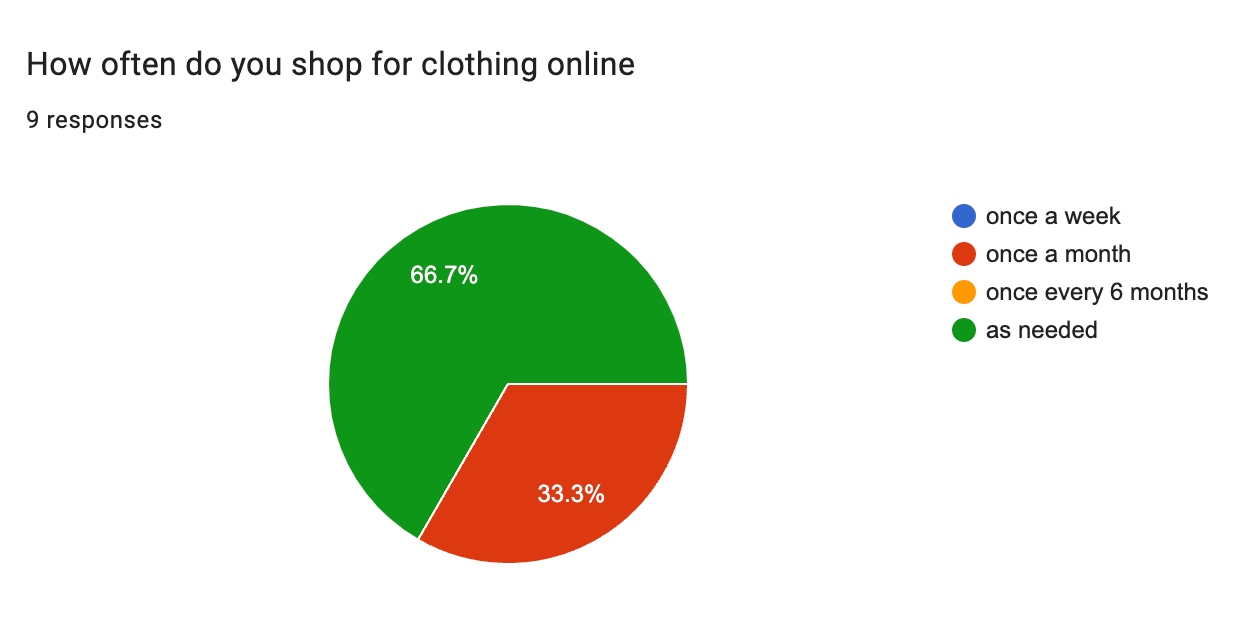 How often do you shop for clothing online
9 responses
66.7%
33.3%
once a week
once a month
once every 6 months
as needed